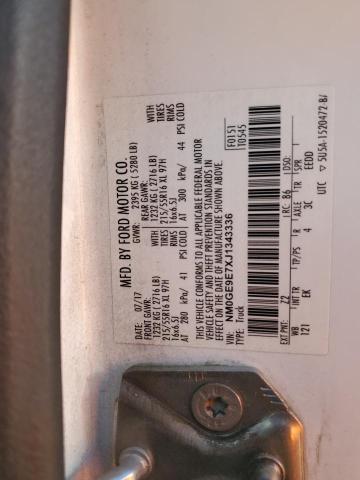 MFD. BY FORD MOTOR CO.
DATE: 07/17 GVWR: 2395 KG ( 5280 LB)
FRONT GAWR: REAR GAWR:
1232 KG ( 2716 LB) WITH 1232 KG ( 2716 LB) WITH
215/55R16 XL 97H TIRES 215/55R16 XL 97H TIRES
16x6.5J RIMS 16x6.5J RIMS
AT 280 kPa/ 41 PSI COLD AT 300 kPa/ 44 PSI COLD
THIS VEHICLE CONFORMS TO ALL APPLICABLE FEDERAL MOTOR
VEHICLE SAFETY AND THEFT PREVENTION STANDARDS IN
EFFECT ON THE DATE OF MANUFACTURE SHOWN ABOVE.
VIN: NM0GE9E7XJ1343336 F0151
TYPE: Truck T0545
EXT PNT: Z2 RC: B6 DSO:
WB INT TR TP/PS R AXLE TR SPR
121 EK 4 3C EEDD
UTC ▽ 5U5A-1520472-B/